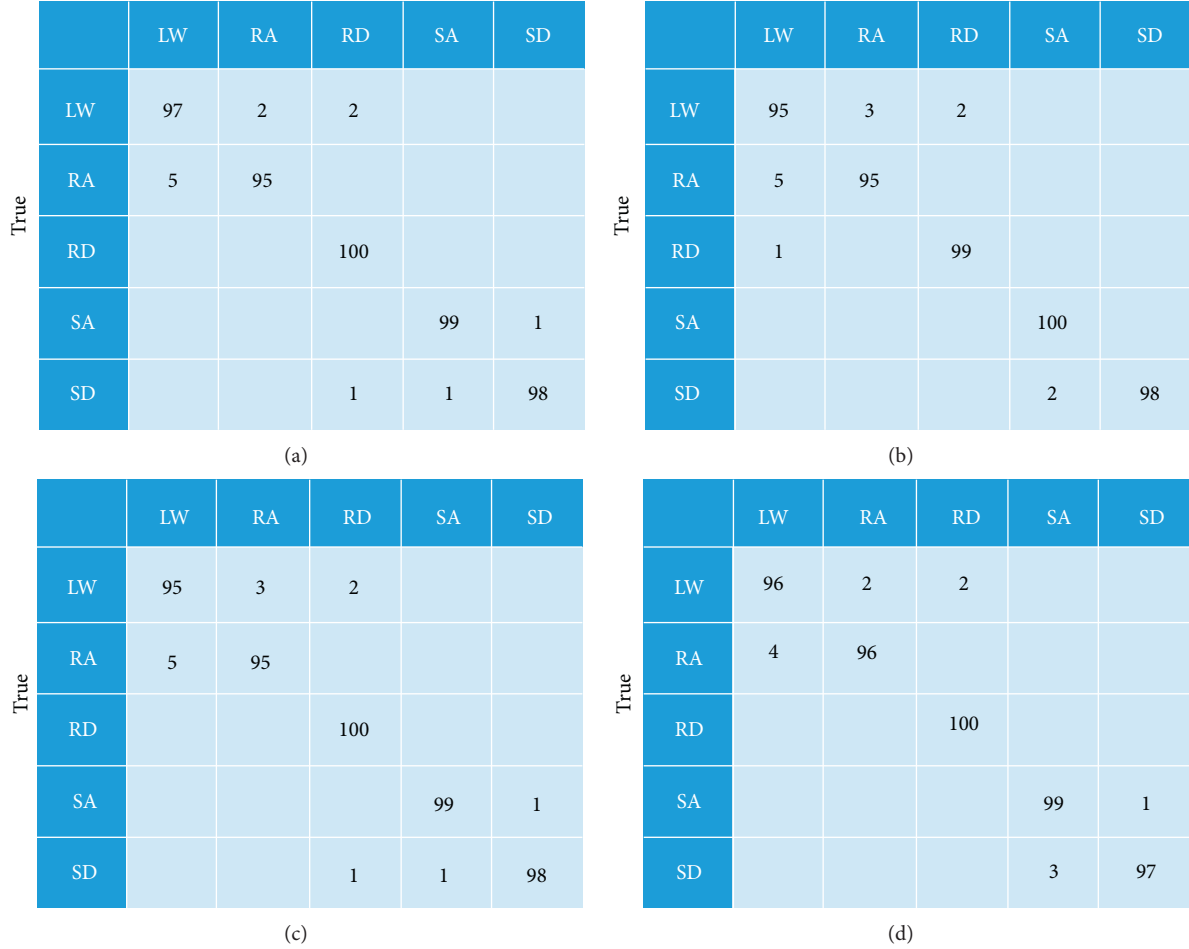 LW RA RD SA SD
LW 97 2 2
RA 5 95
RD 100
SA 99 1
SD 1 1 98
True
(a)
LW RA RD SA SD
LW 95 3 2
RA 5 95
RD 1 99
SA 100
SD 2 98
True
(b)
LW RA RD SA SD
LW 95 3 2
RA 5 95
RD 100
SA 99 1
SD 1 1 98
True
(c)
LW RA RD SA SD
LW 96 2 2
RA 4 96
RD 100
SA 99 1
SD 3 97
True
(d)